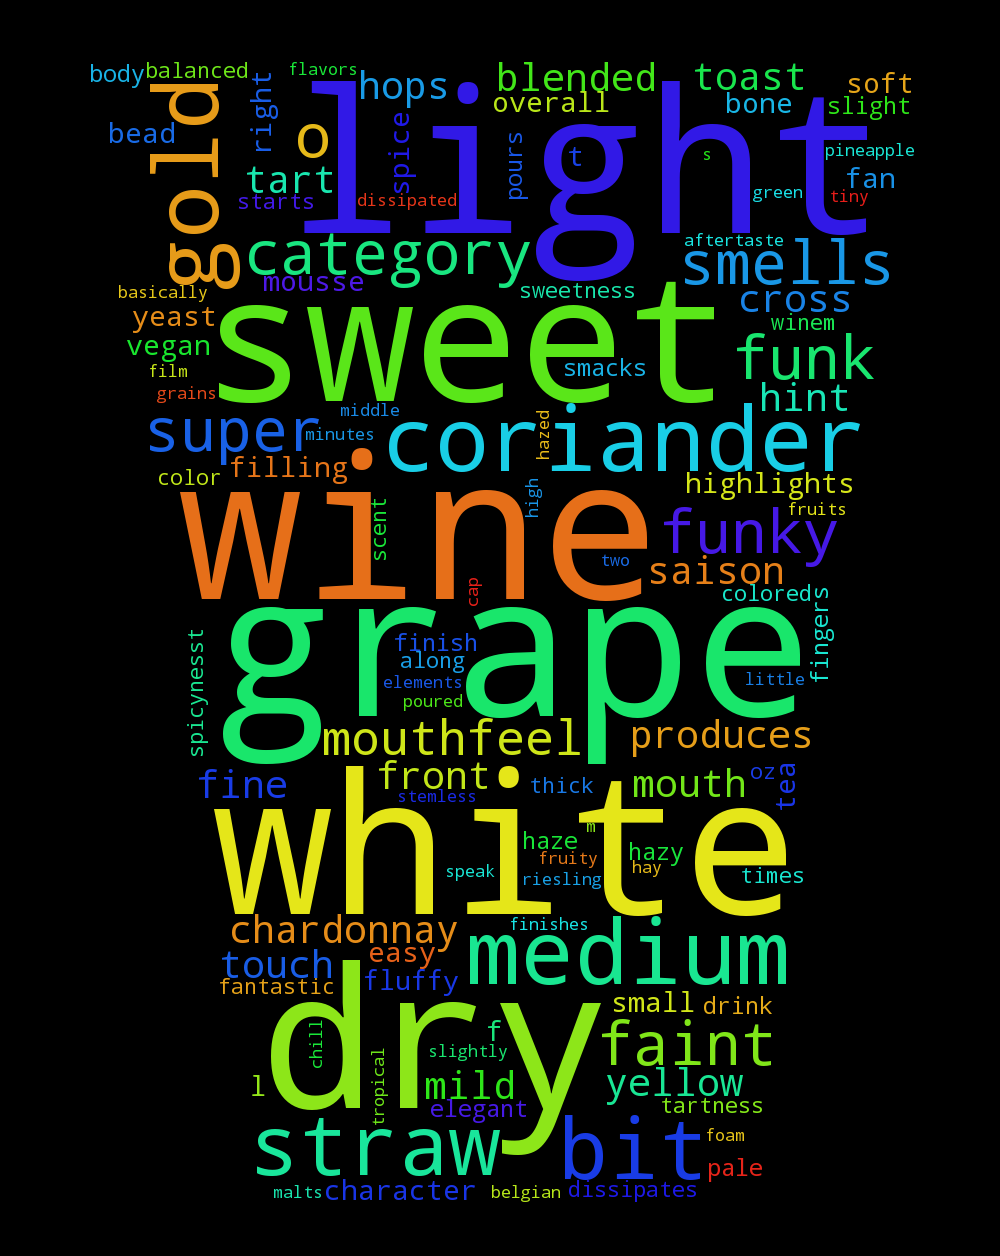 body balanced flavors hops blended toast soft
bead right gold o light overall bone slight
spice pours t s pineapple
tart starts dissipated green tiny fan
category aftertaste smells
mousse sweetness cross
basically yeast sweet winem
vegan smacks funk
film grains hint
super middle minutes coriander hazed
color filling highlights
wine scent high fruits
funky
two saison
cap colored fingers
grape
spicynesst finish along
elements little
poured
mouthfeel produces
fine front thick mouth oz tea
stemless
white m
haze hazy
fruity hay
speak riesling times
chardonnay finishes
touch easy medium
fantastic fluffy
dry small drink
chill f faint
slightly
l tropical mild yellow
elegant tartness
straw bit foam
pale
malts character belgian dissipates